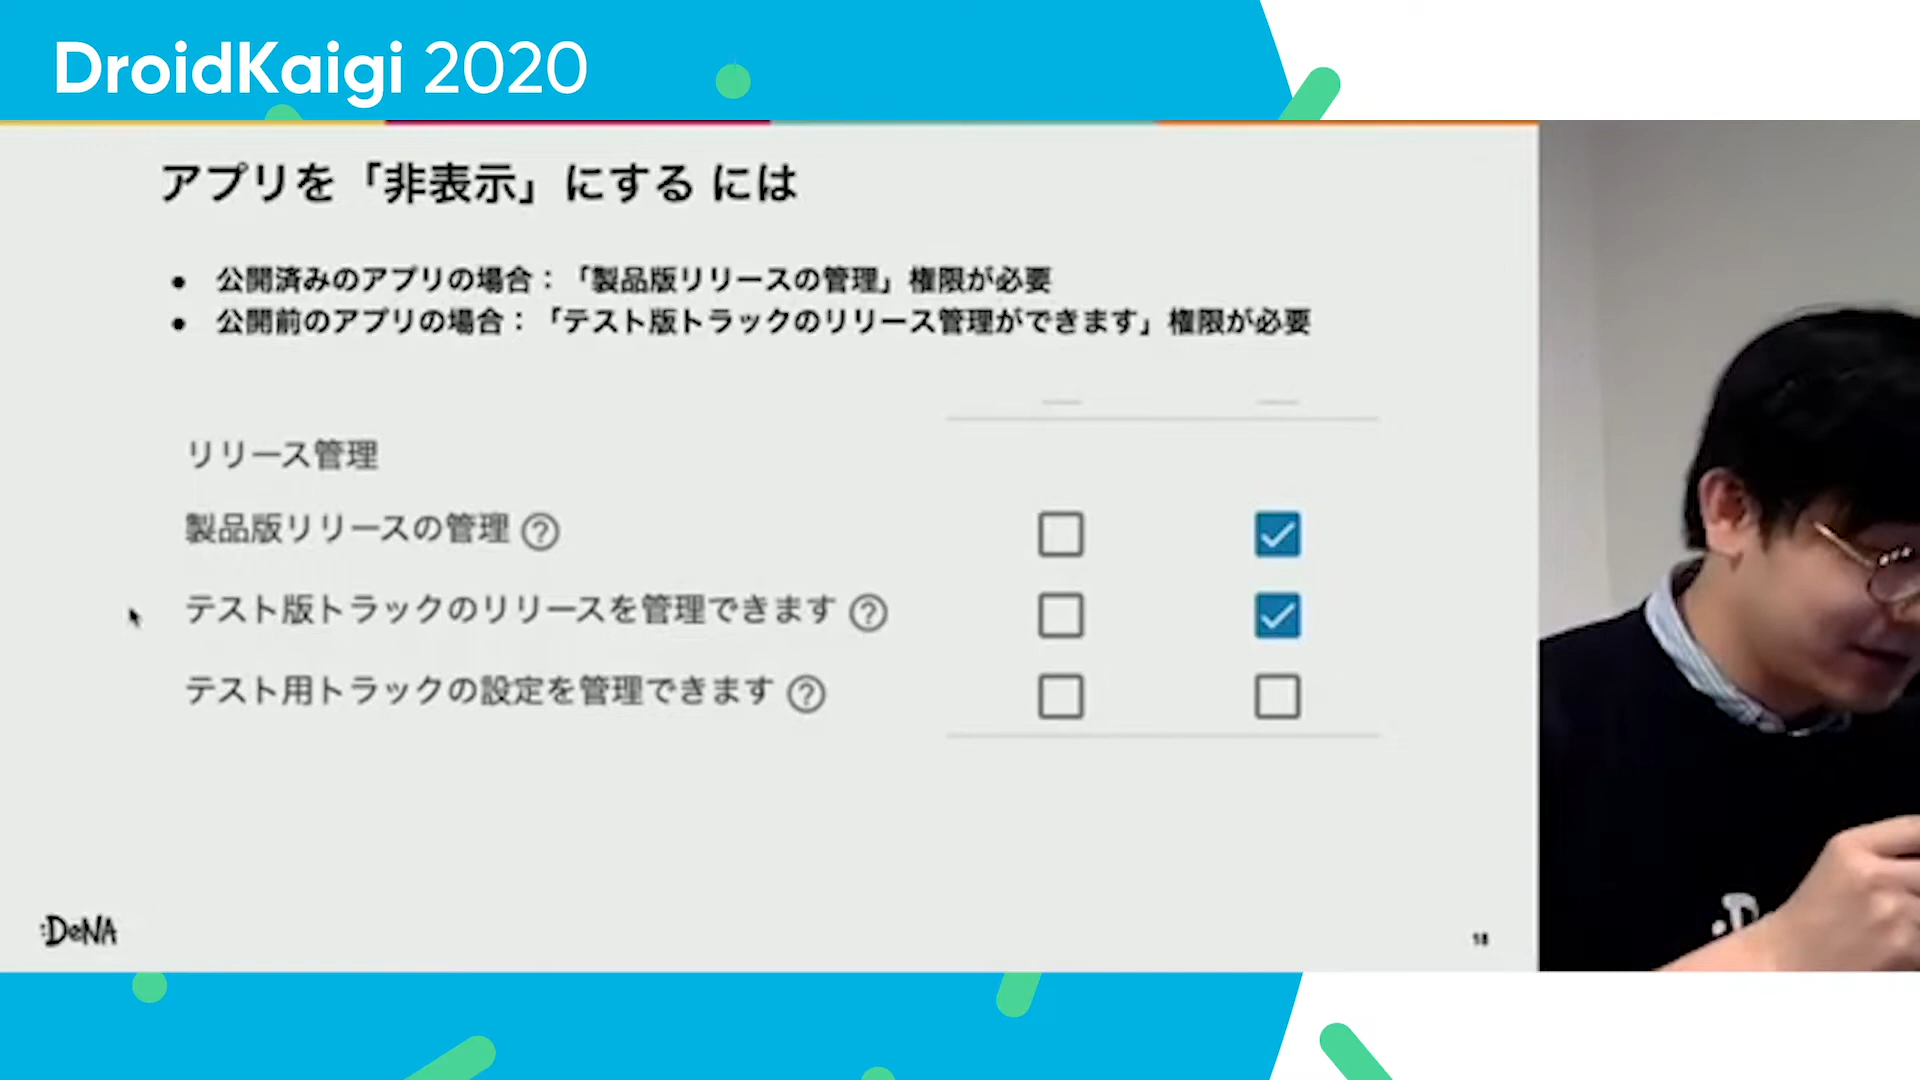 DroidKaigi 2020
アプリを「非表示」にする には
● 公開済みのアプリの場合：「製品版リリースの管理」権限が必要
● 公開前のアプリの場合：「テスト版トラックのリリース管理ができます」権限が必要
リリース管理
製品版リリースの管理 ?
テスト版トラックのリリースを管理できます ?
テスト用トラックの設定を管理できます ?
:DeNA
18